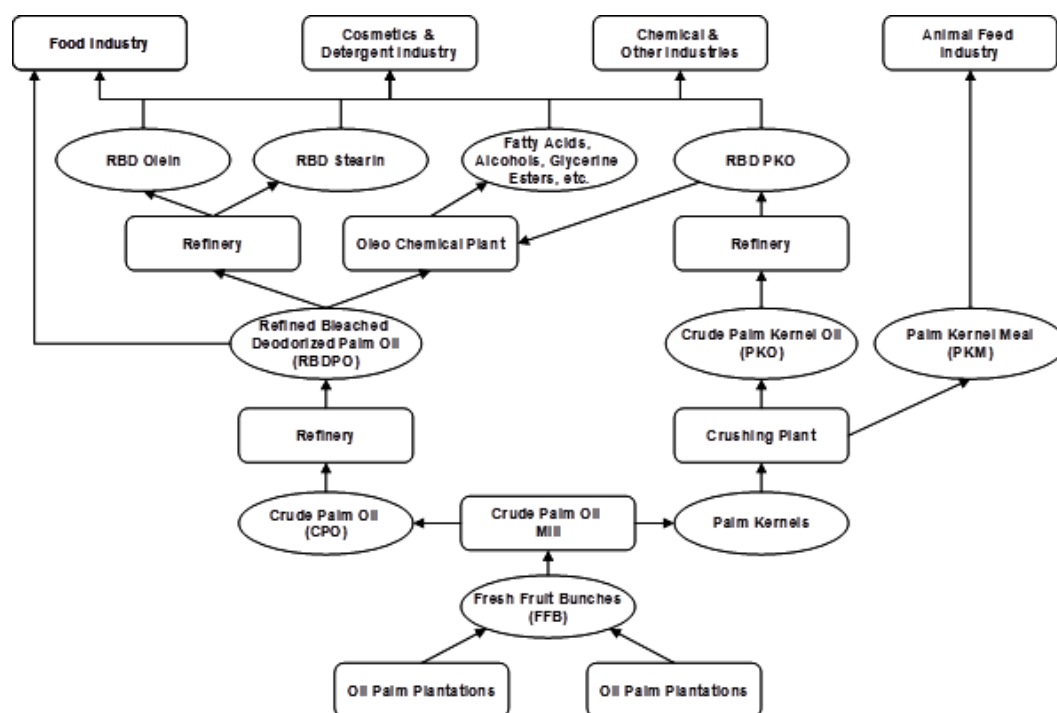 Food Industry
Cosmetics &
Detergent Industry
Chemical &
Other Industries
Animal Feed
Industry
RBD Olein
RBD Stearin
Fatty Acids,
Alcohols, Glycerine
Esters, etc.
RBD PKO
Refinery
Oleo Chemical Plant
Refinery
Refined Bleached
Deodorized Palm Oil
(RBDPO)
Crude Palm Kernel Oil
(PKO)
Palm Kernel Meal
(PKM)
Refinery
Crushing Plant
Crude Palm Oil
(CPO)
Crude Palm Oil
Mill
Palm Kernels
Fresh Fruit Bunches
(FFB)
Oil Palm Plantations
Oil Palm Plantations